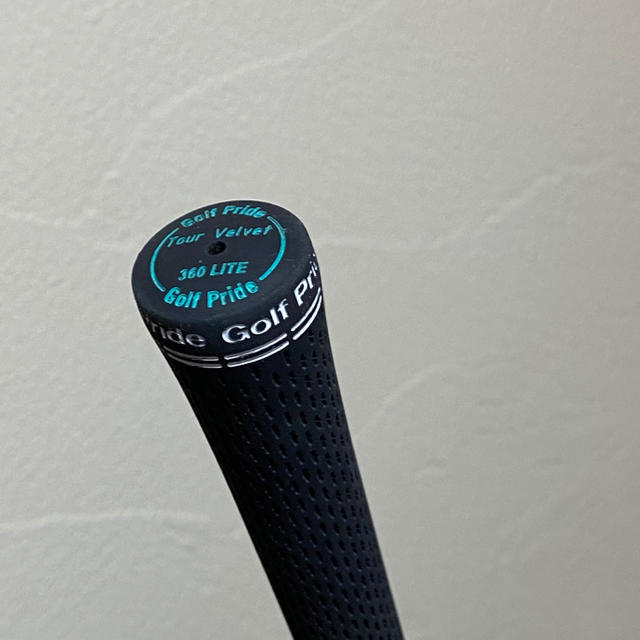 Golf Pride
Tour Velvet
360 LITE
Golf Pride
ride Golf Pri